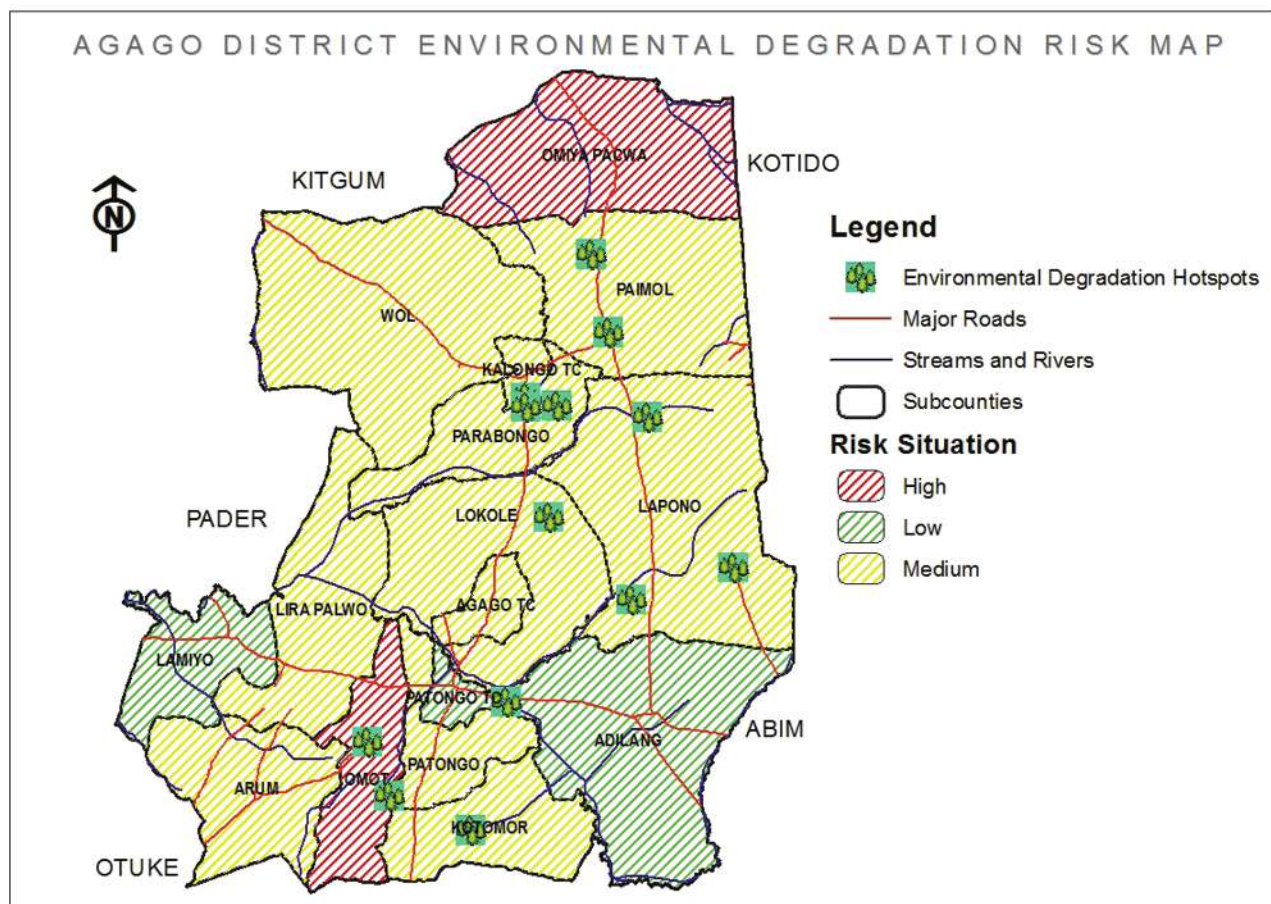 AGAGO DISTRICT ENVIRONMENTAL DEGRADATION RISK MAP
OMIYA PACWA
KOTIDO
KITGUM
N
Legend
Environmental Degradation Hotspots
Major Roads
Streams and Rivers
Subcounties
Risk Situation
High
Low
Medium
PAIMOL
WOL
KALONGO TC
PARABONGO
LAPONO
LOKOLE
PADER
LIRA PALWO
AGAGO TC
LAMIYO
PATONGO TC
ABIM
ADILANG
PATONGO
OMOT
ARUM
KOTOMOR
OTUKE